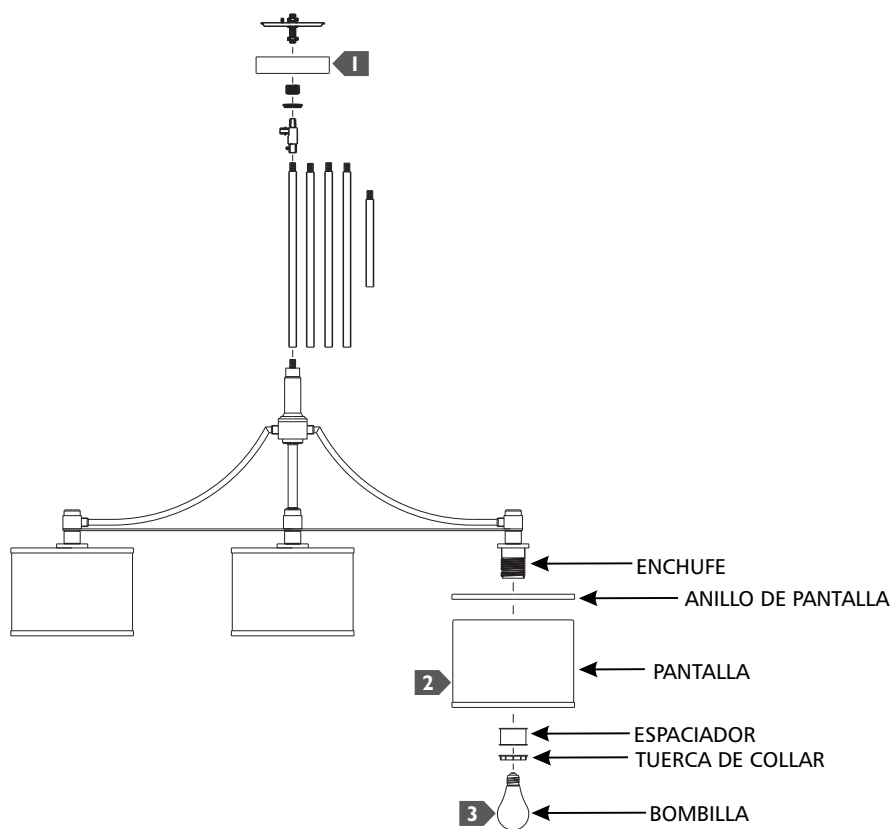 1
ENCHUFE
ANILLO DE PANTALLA
PANTALLA
2
ESPACIADOR
TUERCA DE COLLAR
3
BOMBILLA